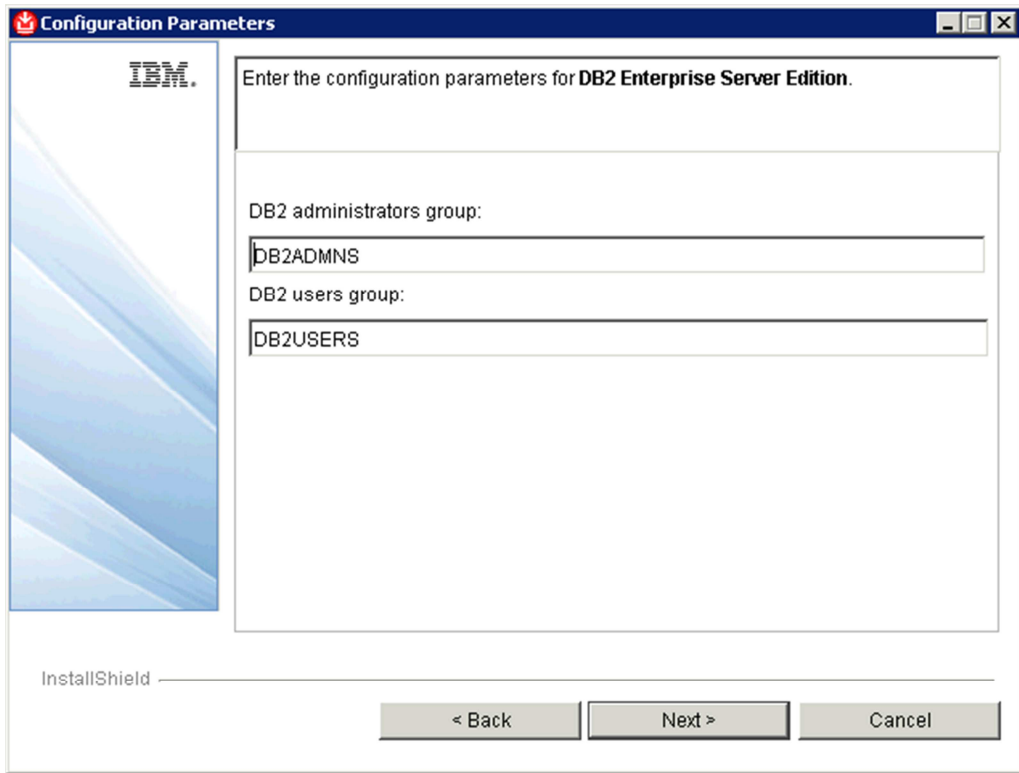 Configuration Parameters
IBM.
Enter the configuration parameters for DB2 Enterprise Server Edition.
DB2 administrators group:
DB2ADMNS
DB2 users group:
DB2USERS
InstallShield
< Back
Next >
Cancel